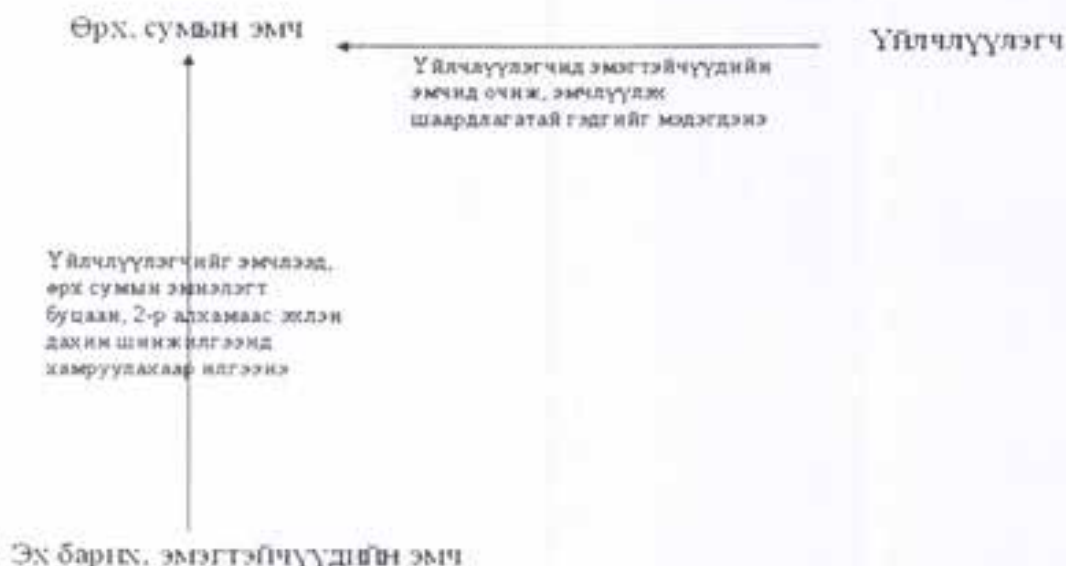 Өрх, сумын эмч
Үйлчлүүлэгч
Үйлчлүүлэгчид эмэгтэйчүүдийн
эмчид очиж, эмчлүүлэх
шаардлагатай гэдгийг мэдэгдэнэ
Үйлчлүүлэгчийг эмчлээд,
өрх сумын эмнэлэгт
буцаан, 2-р алхамаас эхлэн
дахин шинжилгээнд
хамруулахаар илгээнэ
Эх барих, эмэгтэйчүүдийн эмч